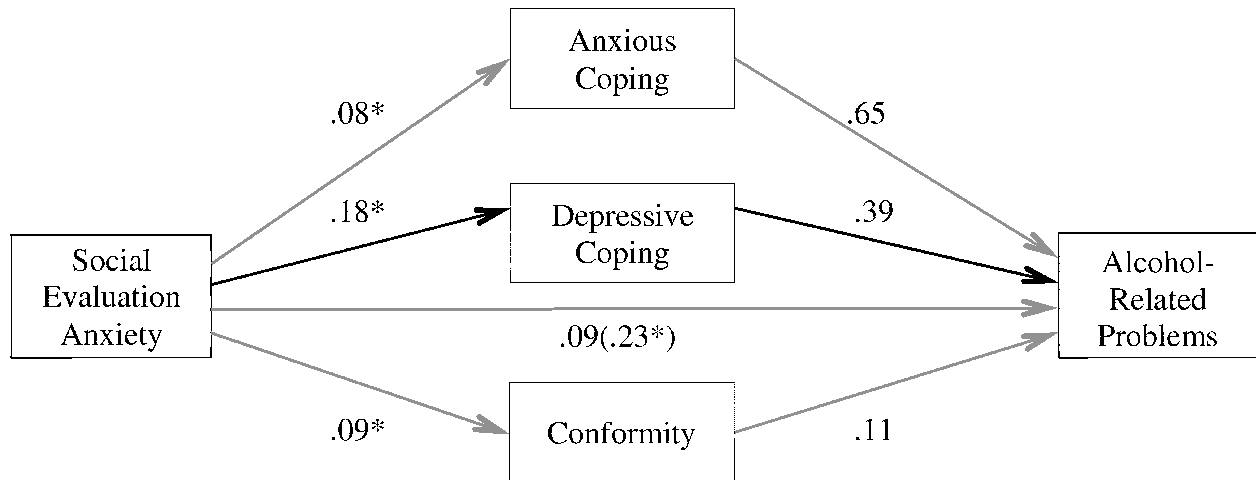 Anxious
Coping
.08*
.65
.18*
Depressive
Coping
.39
Social
Evaluation
Anxiety
Alcohol-
Related
Problems
.09(.23*)
.09*
Conformity
.11